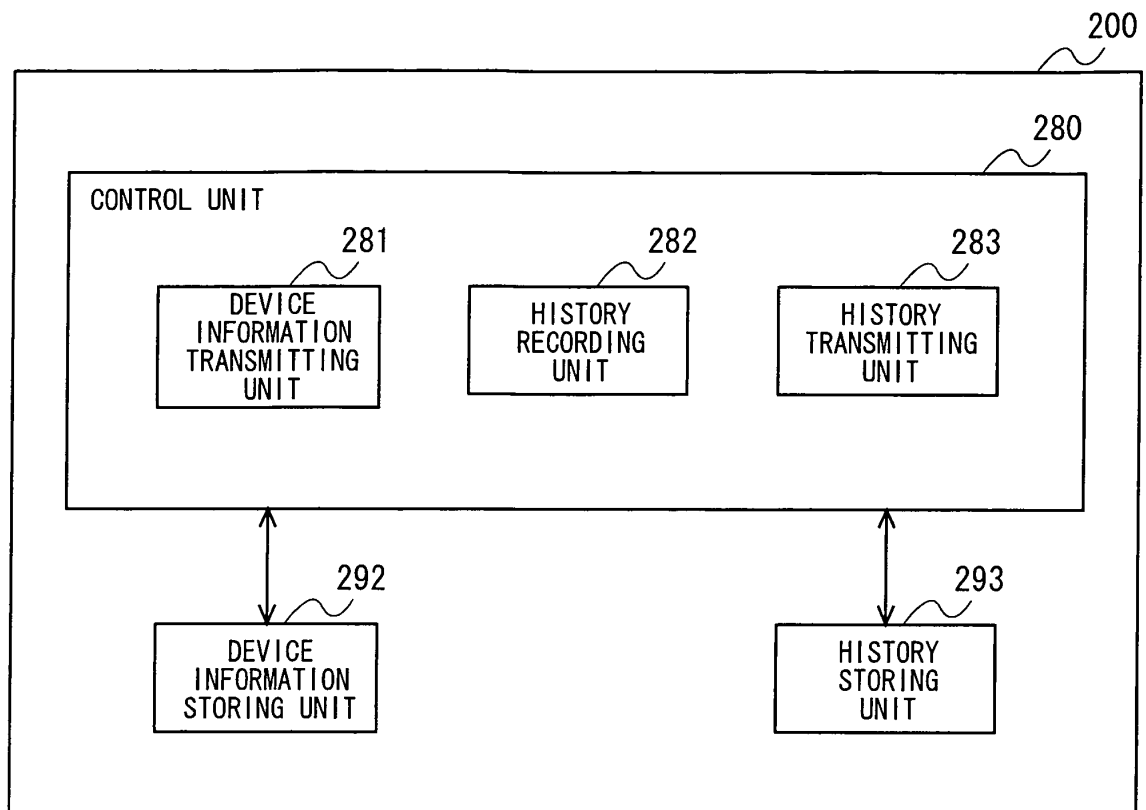 200
280
CONTROL UNIT
281
282
283
DEVICE
INFORMATION
TRANSMITTING
UNIT
HISTORY
RECORDING
UNIT
HISTORY
TRANSMITTING
UNIT
292
293
DEVICE
INFORMATION
STORING UNIT
HISTORY
STORING
UNIT